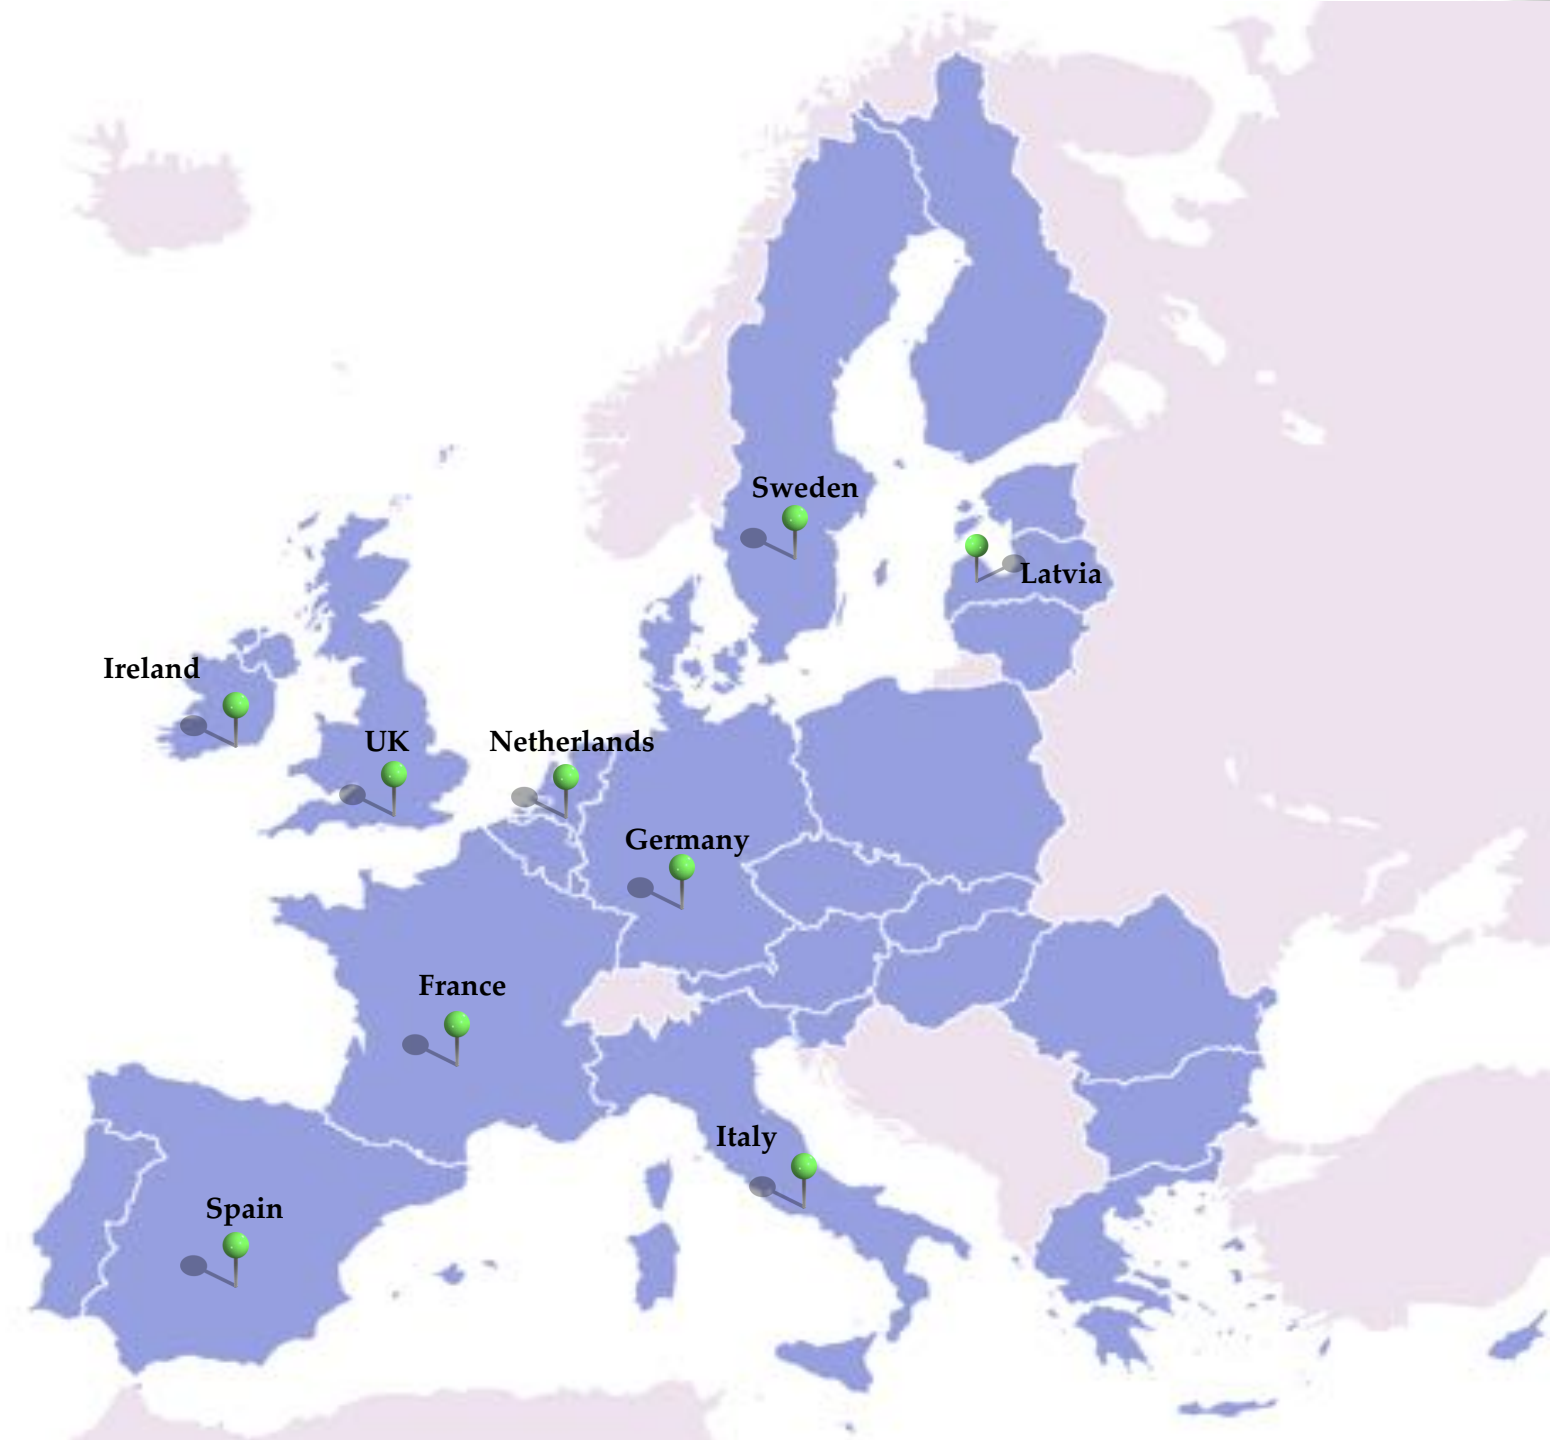 Sweden
Latvia
Ireland
UK
Netherlands
Germany
France
Italy
Spain